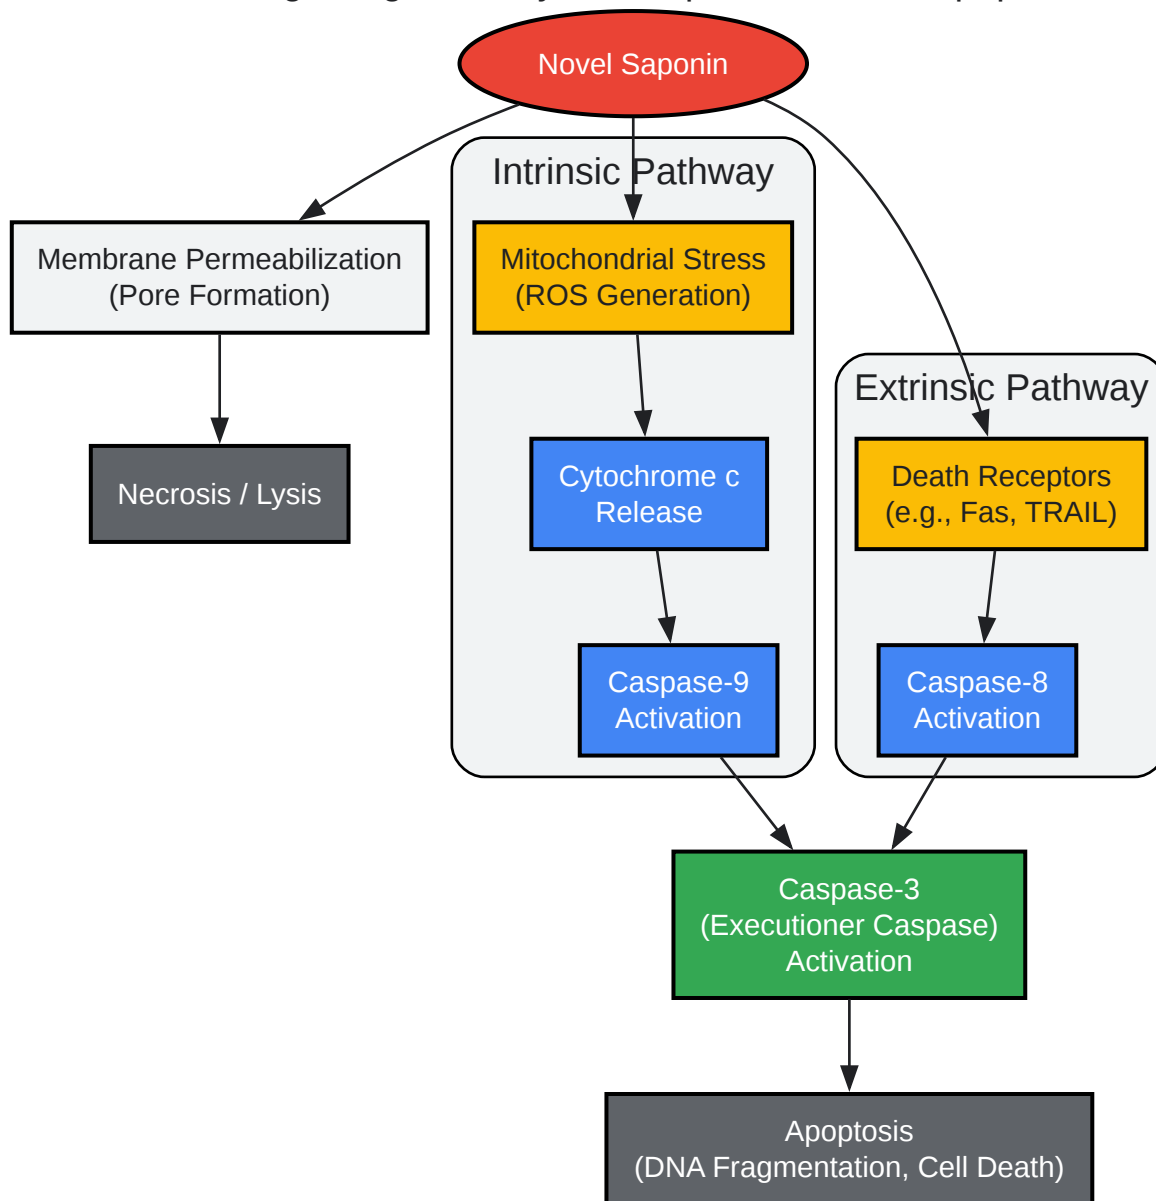 Novel Saponin
Intrinsic Pathway
Membrane Permeabilization
(Pore Formation)
Mitochondrial Stress
(ROS Generation)
Extrinsic Pathway
Necrosis / Lysis
Cytochrome c
Release
Death Receptors
(e.g., Fas, TRAIL)
Caspase-9
Activation
Caspase-8
Activation
Caspase-3
(Executioner Caspase)
Activation
Apoptosis
(DNA Fragmentation, Cell Death)